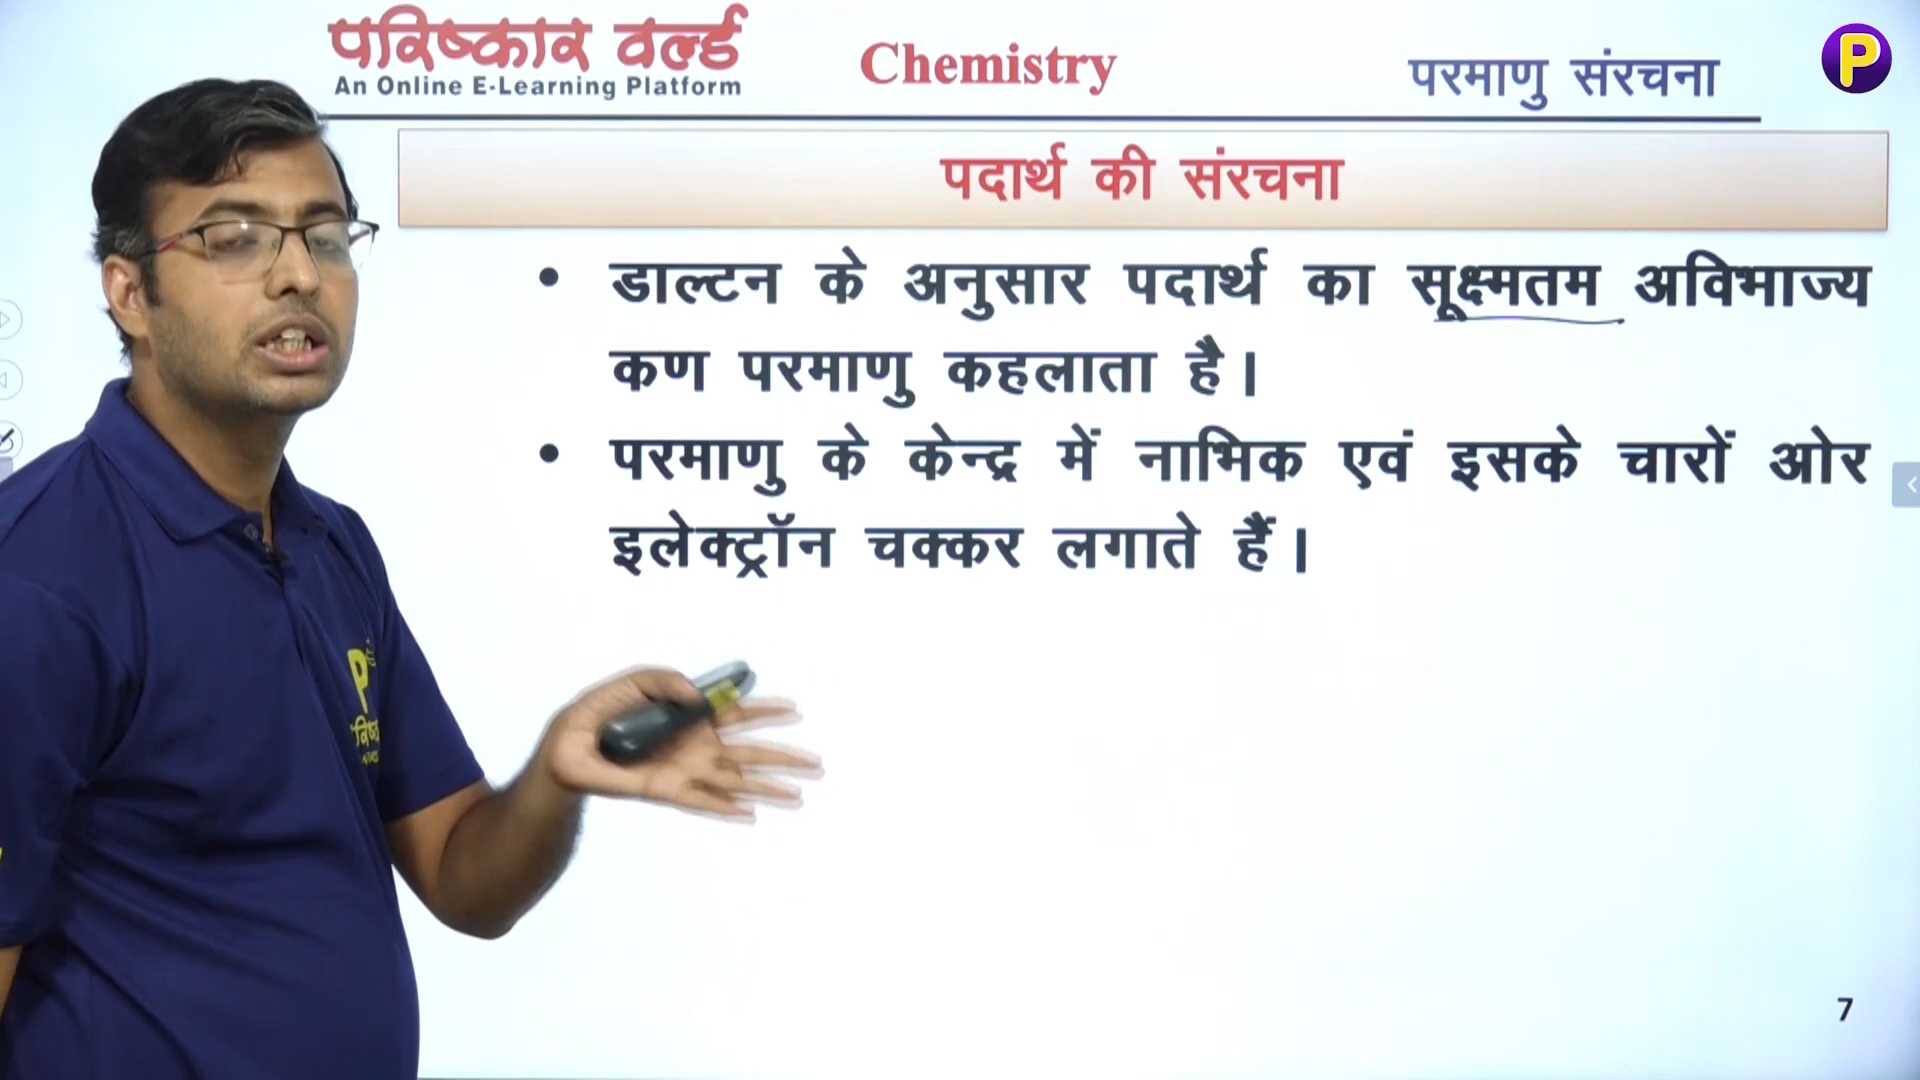 परिष्कार वर्ल्ड
An Online E-Learning Platform
Chemistry
परमाणु संरचना
P
पदार्थ की संरचना
• डाल्टन के अनुसार पदार्थ का सूक्ष्मतम अविभाज्य
कण परमाणु कहलाता है।
• परमाणु के केन्द्र में नाभिक एवं इसके चारों ओर
इलेक्ट्रॉन चक्कर लगाते हैं।
P
7